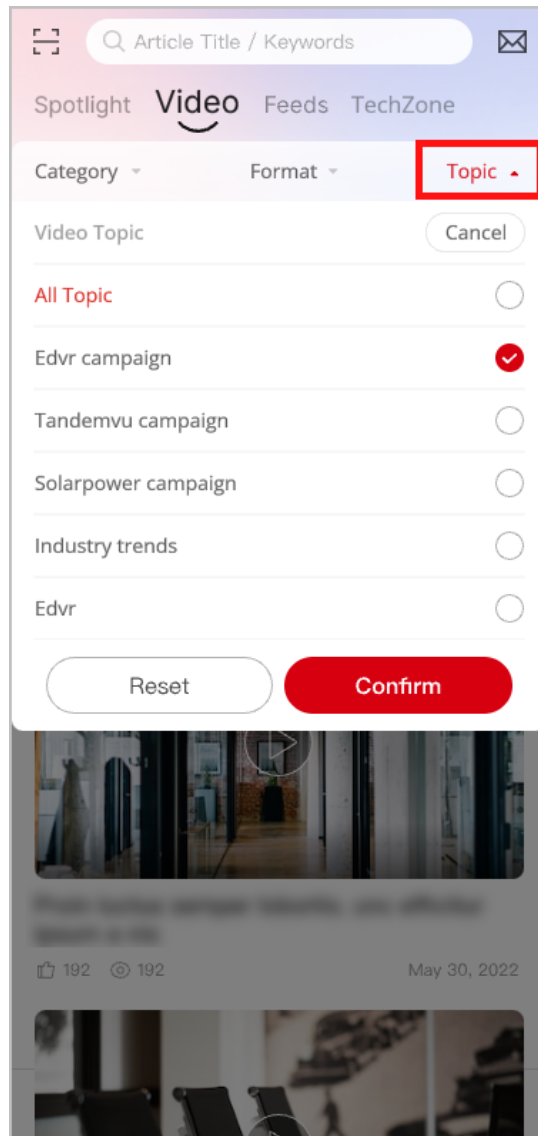 Article Title / Keywords
Spotlight Video Feeds TechZone
Category Format Topic
Video Topic Cancel
All Topic
Edvr campaign
Tandemvu campaign
Solarpower campaign
Industry trends
Edvr
Reset Confirm
192 192 May 30, 2022